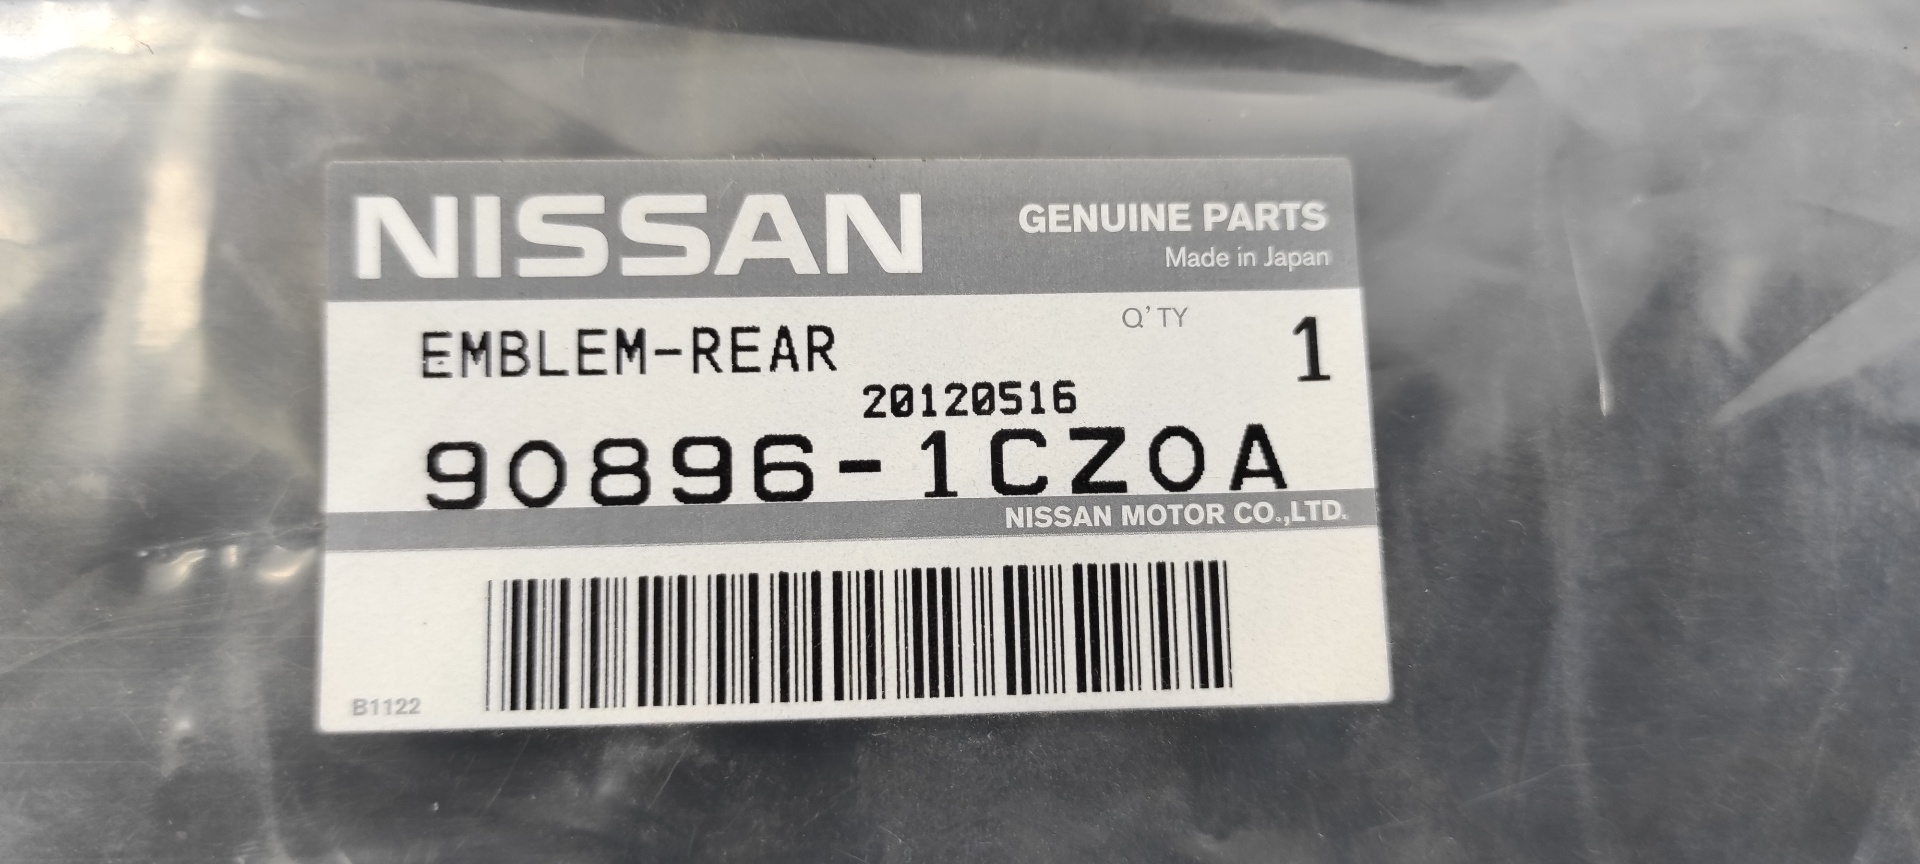 NISSAN
GENUINE PARTS
Made in Japan
Q'TY 1
EMBLEM-REAR
20120516
90896-1CZ0A
NISSAN MOTOR CO.,LTD.
B1122